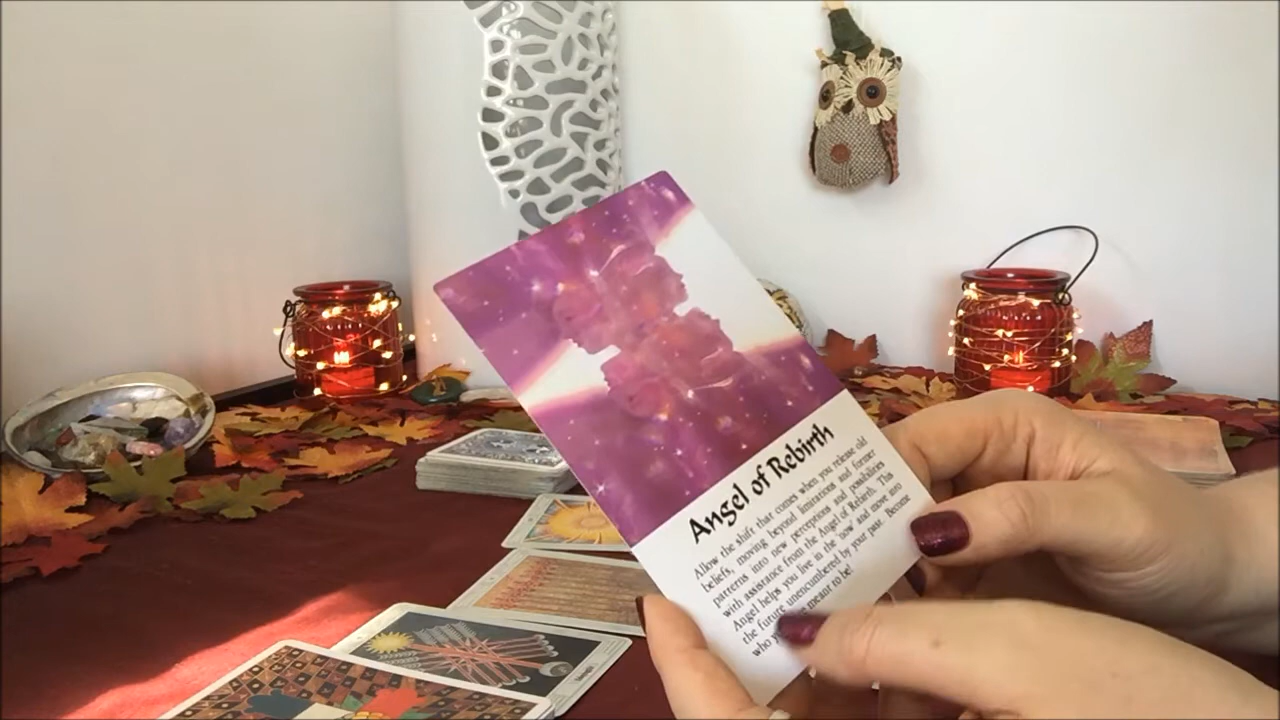 Angel of Rebirth
Allow the shift that comes when you release old
beliefs, moving beyond limitations and former
patterns into new perceptions and possibilities
with assistance from the Angel of Rebirth. This
Angel helps you live in the 'now' and move into
the future unencumbered by your past. Become
who meant to be!